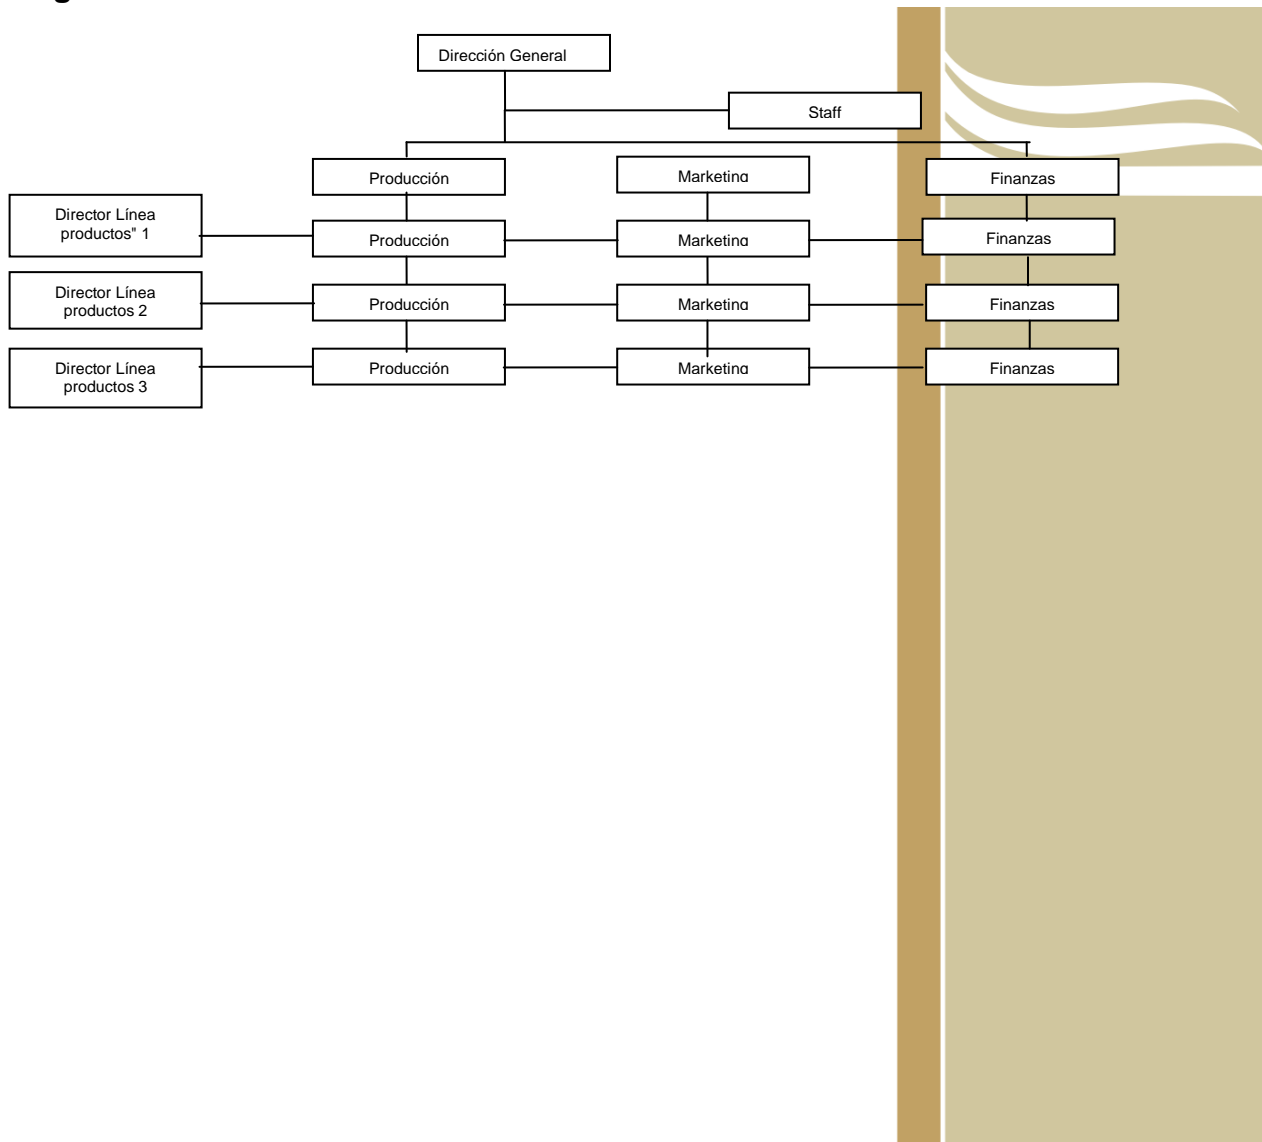 Dirección General
Staff
Producción
Marketing
Finanzas
Director Línea
productos" 1
Producción
Marketing
Finanzas
Director Línea
productos 2
Producción
Marketing
Finanzas
Director Línea
productos 3
Producción
Marketing
Finanzas